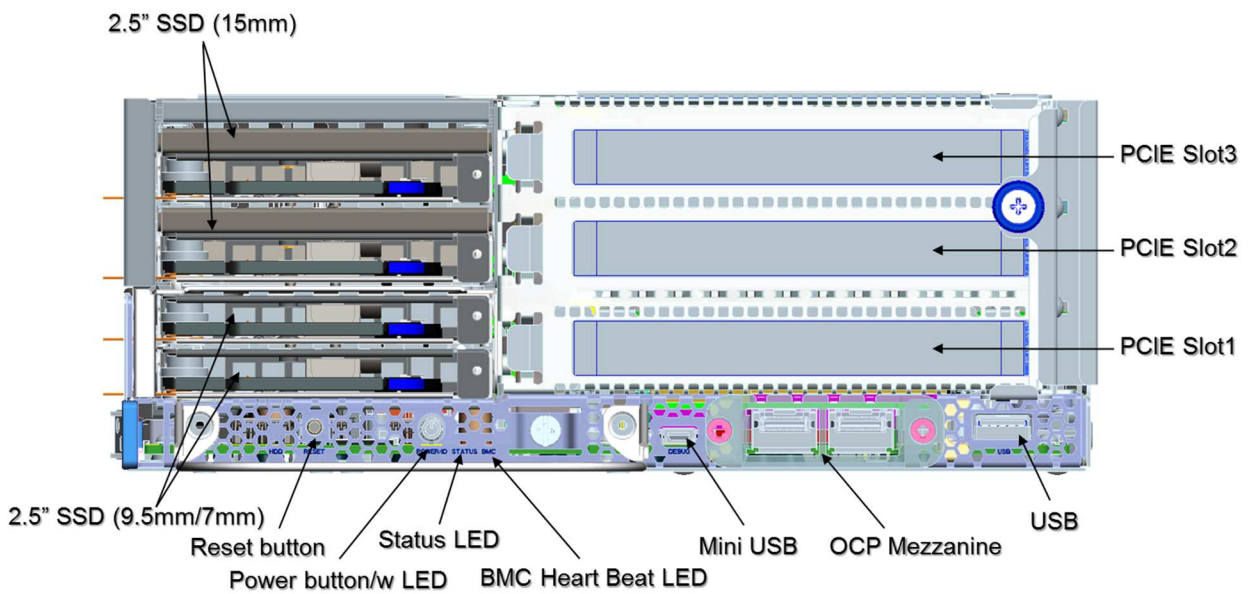 2.5” SSD (15mm)
PCIE Slot3
PCIE Slot2
PCIE Slot1
HDD RESET POWER/ID STATUS BMC DEBUG USB
2.5” SSD (9.5mm/7mm)
Reset button
Status LED
Mini USB
OCP Mezzanine
USB
Power button/w LED
BMC Heart Beat LED